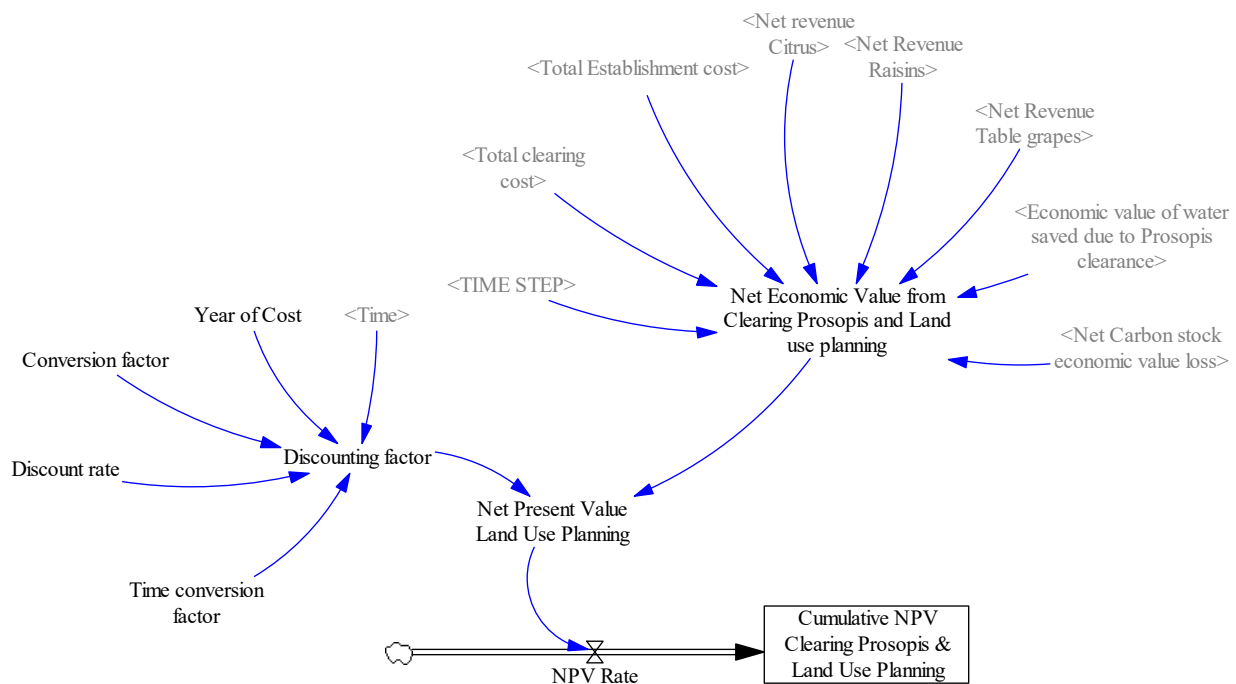 <Net revenue
Citrus>
<Net Revenue
Raisins>
<Total Establishment cost>
<Net Revenue
Table grapes>
<Total clearing
cost>
<Economic value of water
saved due to Prosopis
clearance>
<TIME STEP>
Net Economic Value from
Clearing Prosopis and Land
use planning
Year of Cost
<Time>
<Net Carbon stock
economic value loss>
Conversion factor
Discounting factor
Discount rate
Net Present Value
Land Use Planning
Time conversion
factor
Cumulative NPV
Clearing Prosopis &
Land Use Planning
NPV Rate